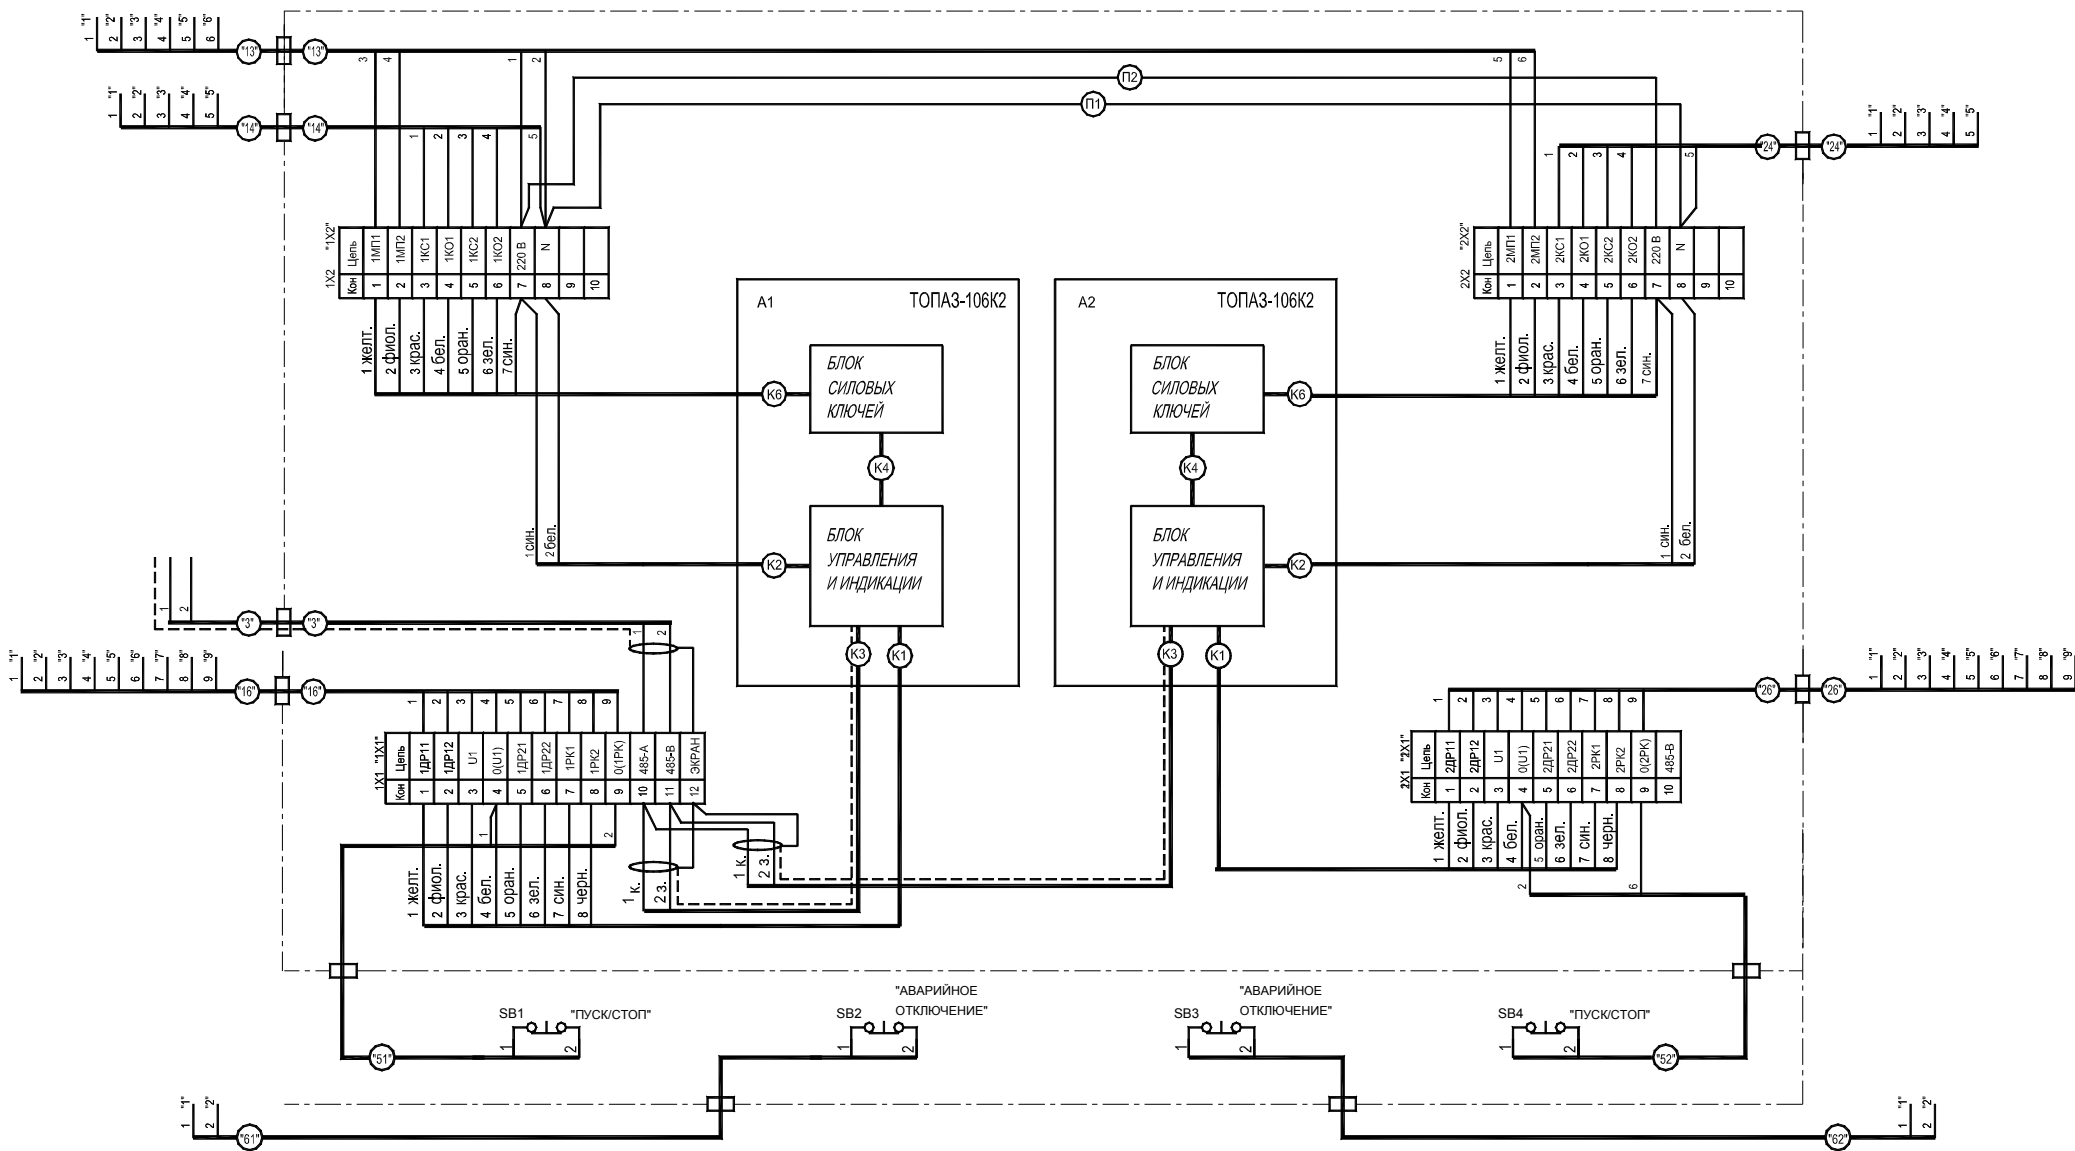 "1" "2" "3" "4" "5" "6"
1 2 3 4 5 6
"13" "13"
3 4 1 2
5 6
П2
П1
"1" "2" "3" "4" "5"
1 2 3 4 5
"14" "14"
1 2 3 4 5
1 2 3 4 5
"24" "24"
"1" "2" "3" "4" "5"
1 2 3 4 5
1X2 "1X2"
Цепь 1МП1 1МП2 1КС1 1КО1 1КС2 1КО2 220 В N
Кон 1 2 3 4 5 6 7 8 9 10
1 желт.
2 фиол.
3 крас.
4 бел.
5 оран.
6 зел.
7 син.
1 син.
2 бел.
2X2 "2X2"
Цепь 2МП1 2МП2 2КС1 2КО1 2КС2 2КО2 220 В N
Кон 1 2 3 4 5 6 7 8 9 10
1 желт.
2 фиол.
3 крас.
4 бел.
5 оран.
6 зел.
7 син.
1 син.
2 бел.
А1 ТОПАЗ-106К2
БЛОК
СИЛОВЫХ
КЛЮЧЕЙ
К6
К4
БЛОК
УПРАВЛЕНИЯ
И ИНДИКАЦИИ
К2
К3 К1
А2 ТОПАЗ-106К2
БЛОК
СИЛОВЫХ
КЛЮЧЕЙ
К6
К4
БЛОК
УПРАВЛЕНИЯ
И ИНДИКАЦИИ
К2
К3 К1
1 2
"3" "3"
1 2
"1" "2" "3" "4" "5" "6" "7" "8" "9"
1 2 3 4 5 6 7 8 9
"16" "16"
1 2 3 4 5 6 7 8 9
1X1 "1X1"
Цепь 1ДР11 1ДР12 U1 0(U1) 1ДР21 1ДР22 1РК1 1РК2 0(1РК) 485-А 485-В ЭКРАН
Кон 1 2 3 4 5 6 7 8 9 10 11 12
1 2
1 желт.
2 фиол.
3 крас.
4 бел.
5 оран.
6 зел.
7 син.
8 черн.
1 к.
2 з.
1 к.
2 з.
1 2 3 4 5 6 7 8 9
"26" "26"
"1" "2" "3" "4" "5" "6" "7" "8" "9"
1 2 3 4 5 6 7 8 9
2X1 "2X1"
Цепь 2ДР11 2ДР12 U1 0(U1) 2ДР21 2ДР22 2РК1 2РК2 0(2РК) 485-В
Кон 1 2 3 4 5 6 7 8 9 10
1 желт.
2 фиол.
3 крас.
4 бел.
5 оран.
6 зел.
7 син.
8 черн.
2 6
SB1 "ПУСК/СТОП"
1 2
"51"
SB2 "АВАРИЙНОЕ
ОТКЛЮЧЕНИЕ"
1 2
SB3 "АВАРИЙНОЕ
ОТКЛЮЧЕНИЕ"
1 2
SB4 "ПУСК/СТОП"
1 2
"52"
"1" "2"
1 2
"61"
"62"
"1" "2"
1 2